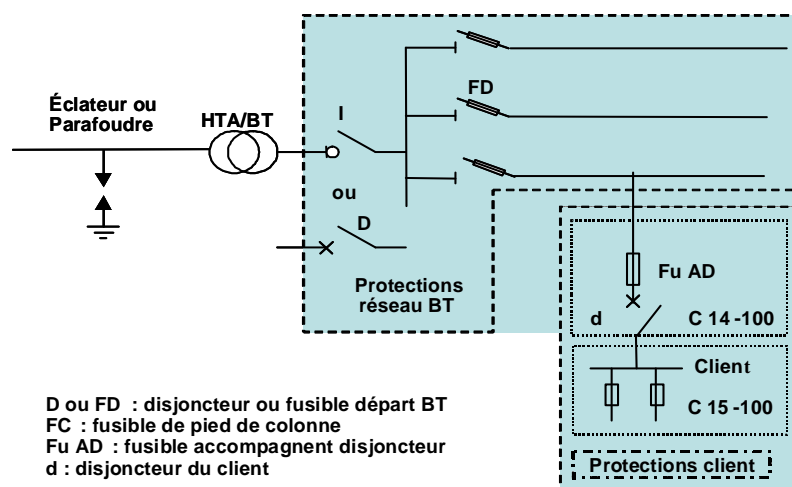 Éclateur ou
Parafoudre
HTA/BT
I
FD
ou
D
Protections
réseau BT
Fu AD
d
C 14 -100
Client
C 15 -100
Protections client
D ou FD : disjoncteur ou fusible départ BT
FC : fusible de pied de colonne
Fu AD : fusible accompagnent disjoncteur
d : disjoncteur du client